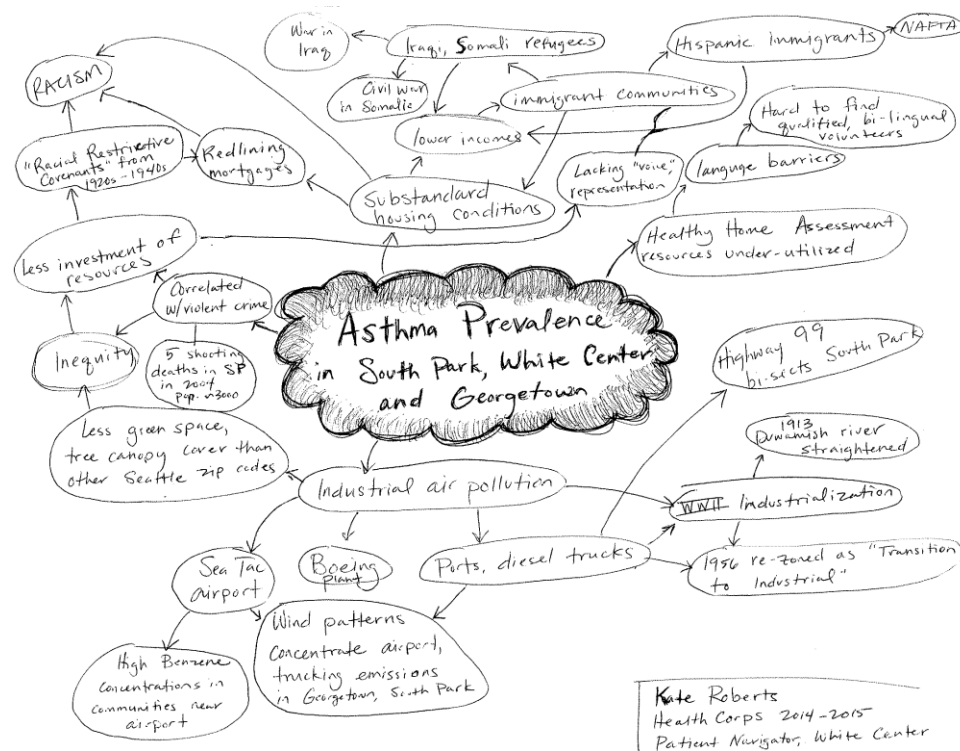 War in
Iraq
Iraqi, Somali refugees
Hispanic immigrants
NAFTA
RACISM
Civil War
in Somalie
immigrant communities
Hard to find
qualified, bi-lingual
volunteers
lower incomes
"Racial Restrictive
Covenants" from
1920s-1940s
Redlining
mortgages
Lacking "voice,"
representation
languge barriers
Substandard
housing conditions
Less investment of
resources
Healthy Home Assessment
resources under-utilized
Correlated
w/violent crime
Asthma Prevalence
in South Park, White Center,
and Georgetown
Highway 99
bi-sects South Park
Inequity
5 shooting
deaths in SP
in 2004
Pop. ~3000
Less green space,
tree canopy cover than
other Seattle zip codes
1913
Duwamish river
straightened
Industrial air pollution
WWII Industrialization
Sea Tac
airport
Boeing
plant
Ports, diesel trucks
1956 re-zoned as "Transition
to Industrial"
Wind patterns
concentrate airport,
trucking emissions
in Georgetown, South Park
High Benzene
concentrations in
communities near
airport
Kate Roberts
Health Corps 2014-2015
Patient Navigator, White Center